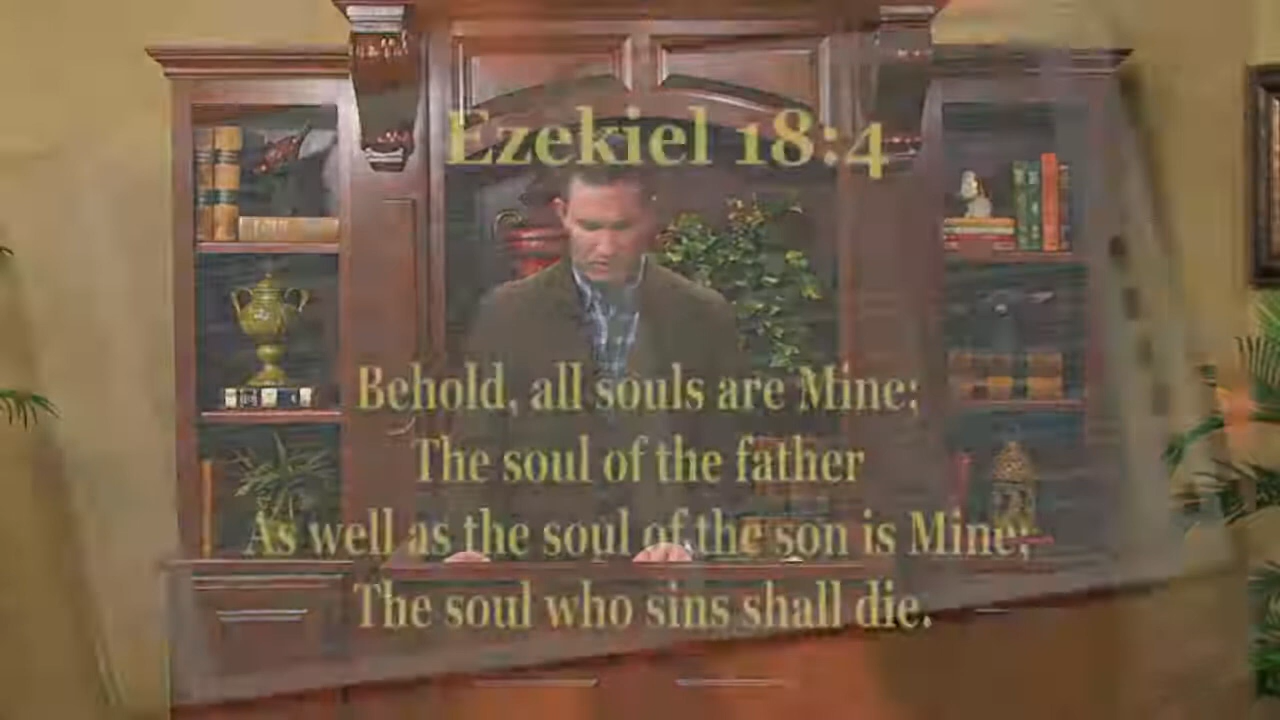 Ezekiel 18:4
Behold, all souls are Mine;
The soul of the father
As well as the soul of the son is Mine;
The soul who sins shall die.